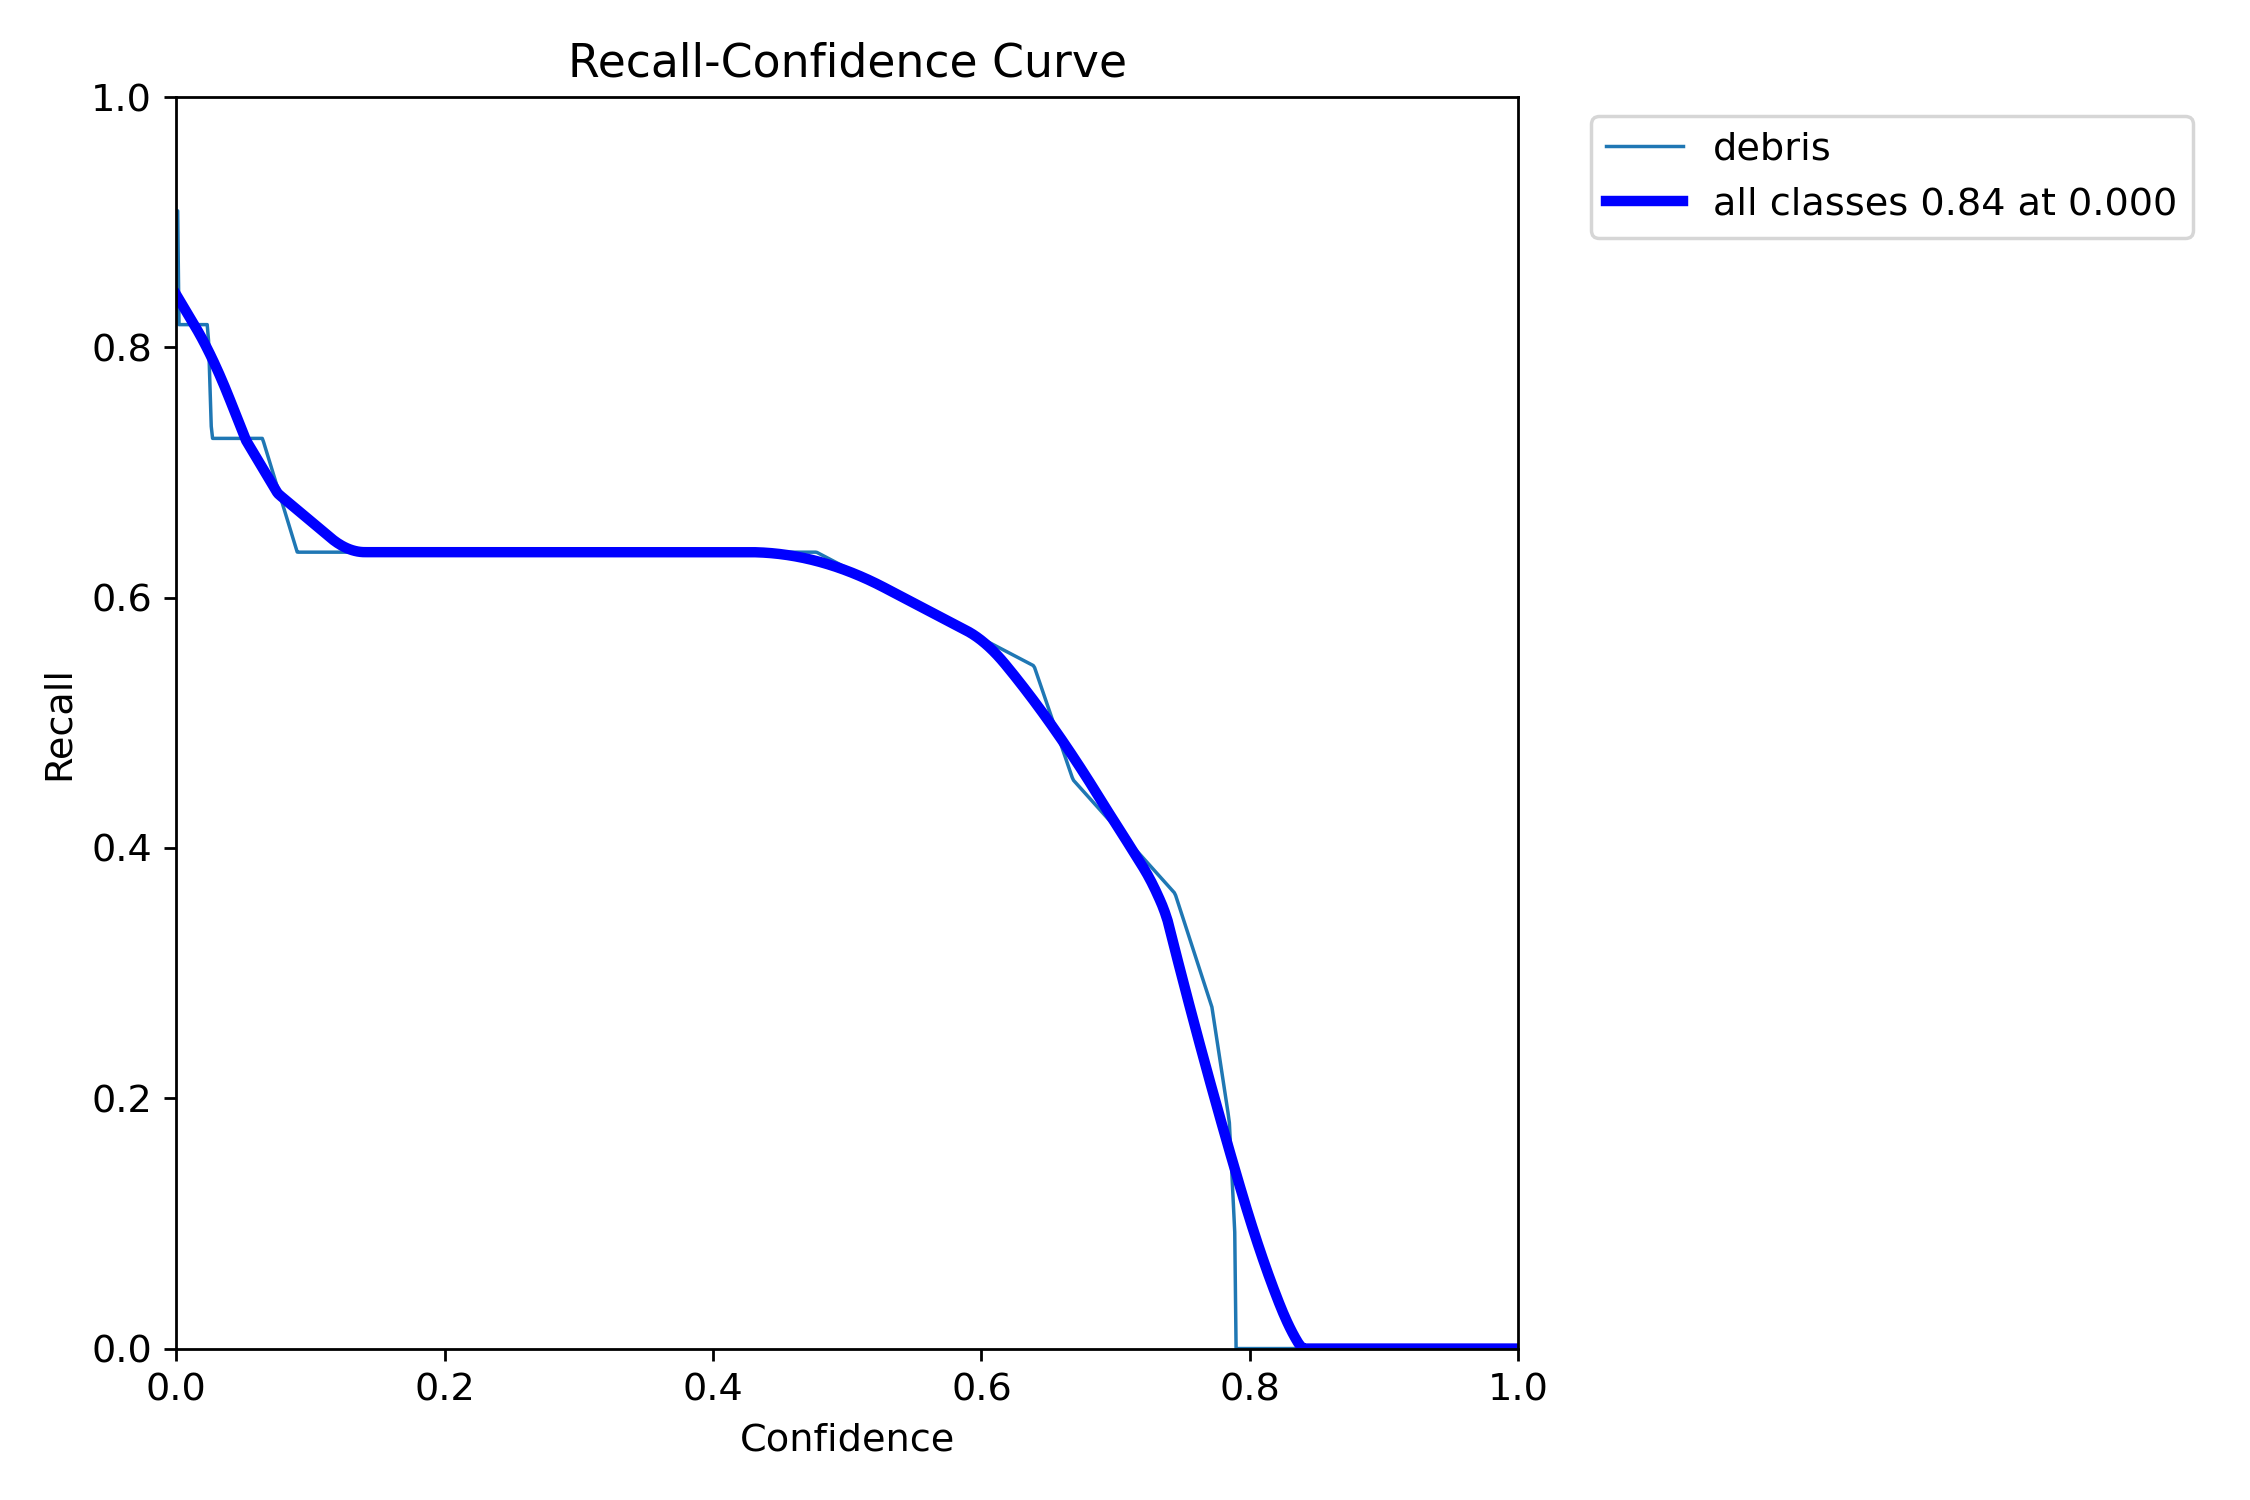 Recall-Confidence Curve
1.0
0.8
0.6
0.4
0.2
0.0
Recall
0.0 0.2 0.4 0.6 0.8 1.0
Confidence
debris
all classes 0.84 at 0.000